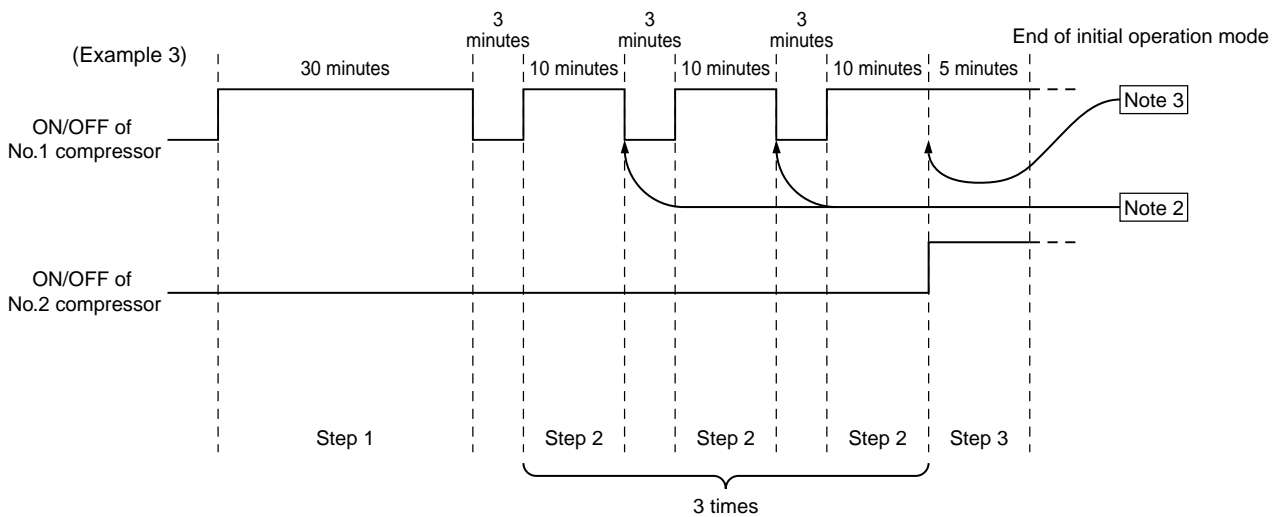 3
minutes
3
minutes
3
minutes
(Example 3)
End of initial operation mode
30 minutes
10 minutes
10 minutes
10 minutes
5 minutes
Note 3
ON/OFF of
No.1 compressor
Note 2
ON/OFF of
No.2 compressor
Step 1
Step 2
Step 2
Step 2
Step 3
3 times